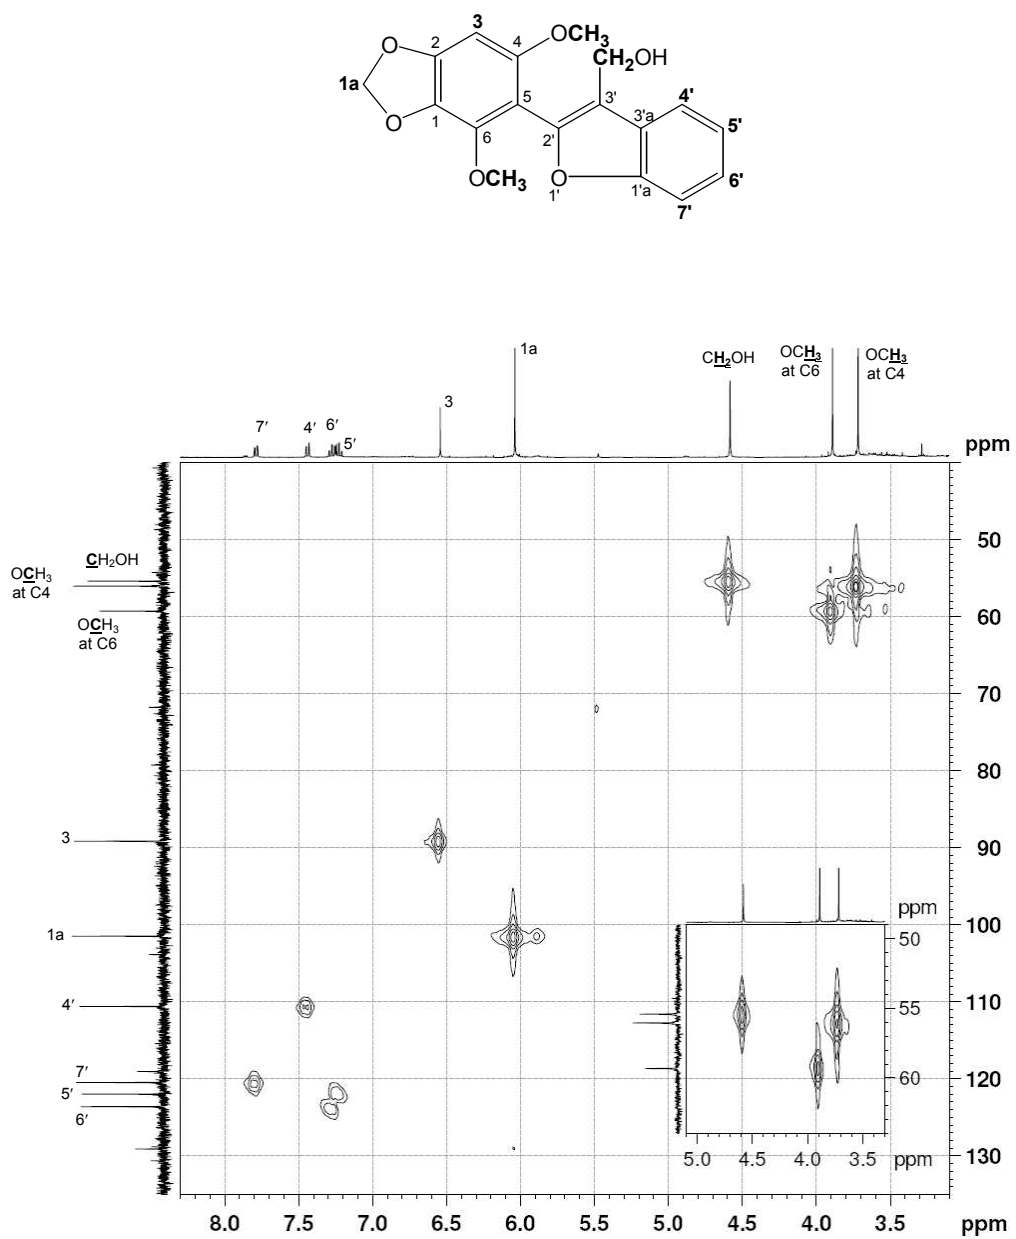 3
O
2
4
OCH3
CH2OH
1a
5
3'
4'
3'a
5'
O
1
6
2'
OCH3
O
1'
1'a
6'
7'
1a
CH2OH
OCH3
at C6
OCH3
at C4
3
7′
4′
6′
5′
ppm
CH2OH
OCH3
at C4
OCH3
at C6
50
60
70
80
3
90
1a
100
4′
110
7′
120
5′
6′
130
ppm
50
55
60
5.0
4.5
4.0
3.5
ppm
8.0
7.5
7.0
6.5
6.0
5.5
5.0
4.5
4.0
3.5
ppm